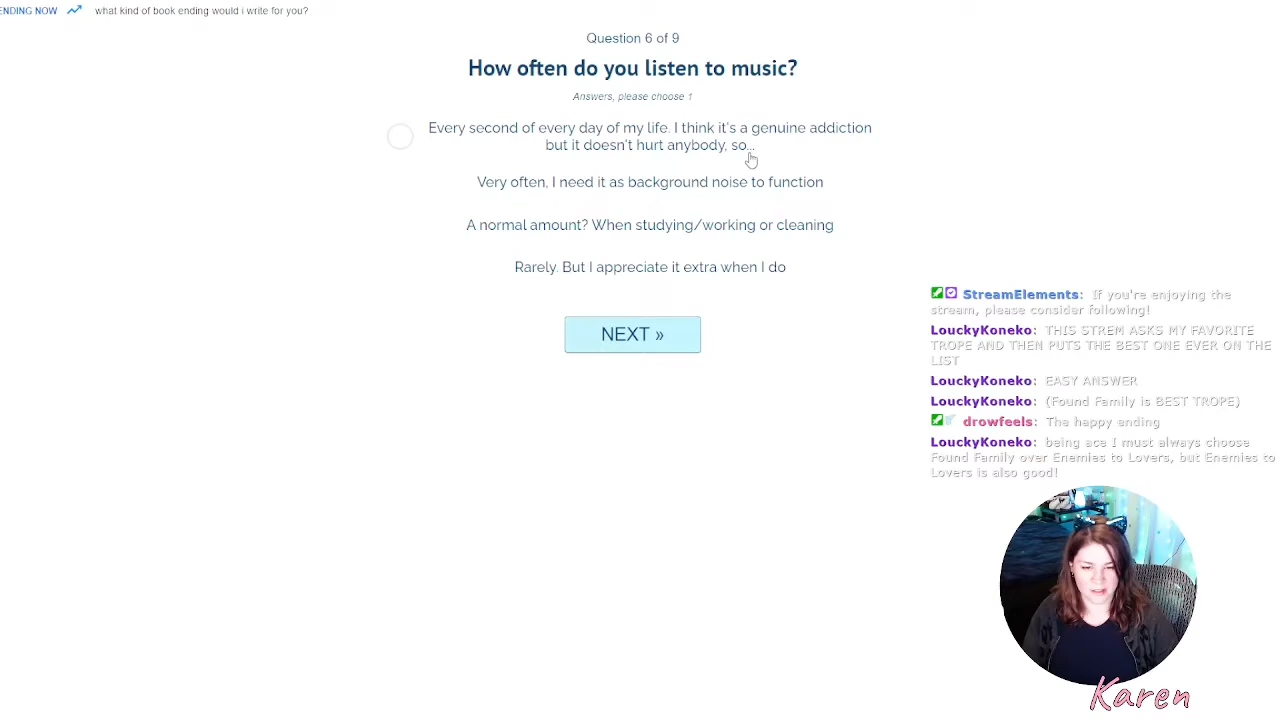 ENDING NOW what kind of book ending would i write for you?
Question 6 of 9
How often do you listen to music?
Answers, please choose 1
Every second of every day of my life. I think it's a genuine addiction
but it doesn't hurt anybody, so...
Very often, I need it as background noise to function
A normal amount? When studying/working or cleaning
Rarely. But I appreciate it extra when I do
NEXT »
StreamElements: If you're enjoying the
stream, please consider following!
LouckyKoneko: THIS STREM ASKS MY FAVORITE
TROPE AND THEN PUTS THE BEST ONE EVER ON THE
LIST
LouckyKoneko: EASY ANSWER
LouckyKoneko: (Found Family is BEST TROPE)
drowfeels: The happy ending
LouckyKoneko: being ace I must always choose
Found Family over Enemies to Lovers, but Enemies to
Lovers is also good!
Karen